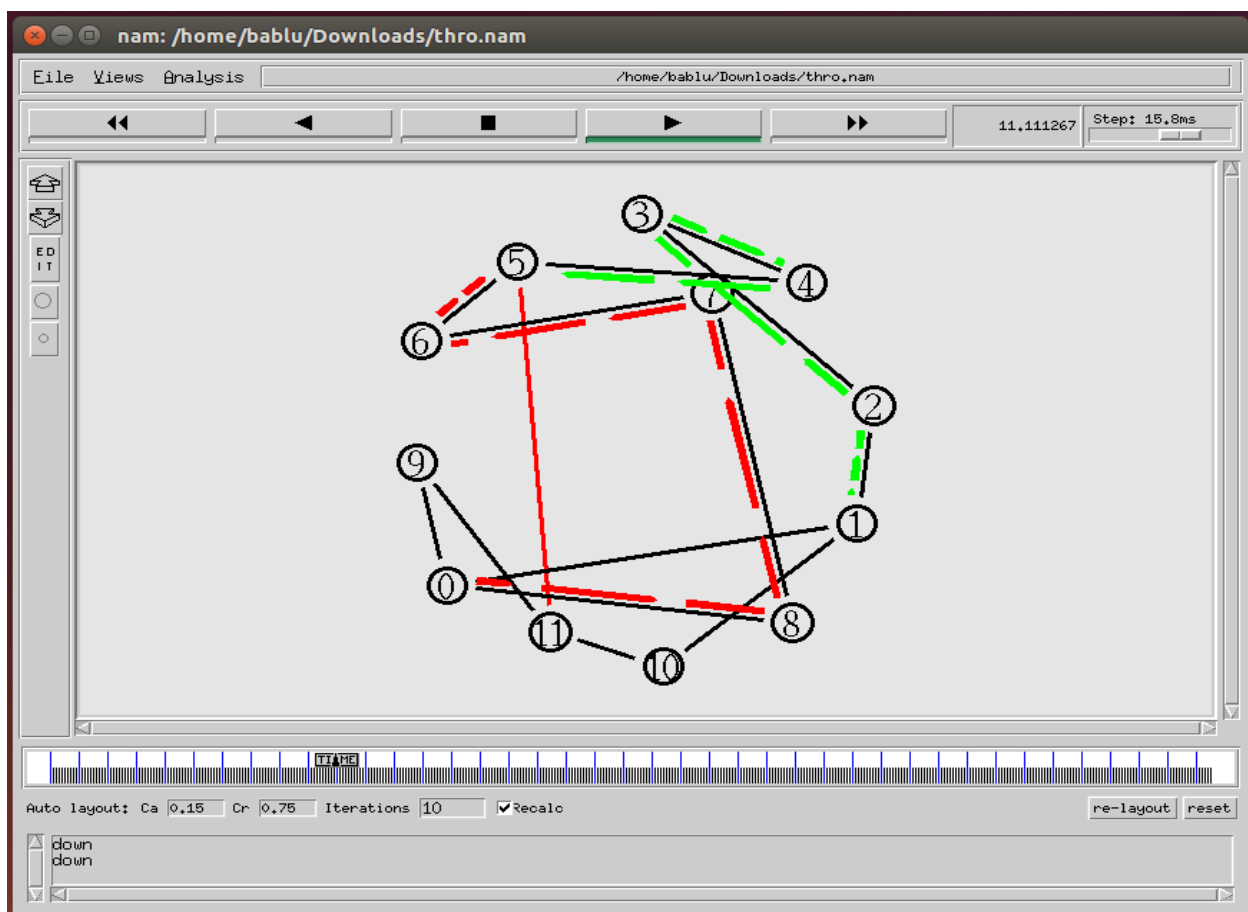 nam: /home/bablu/Downloads/thro.nam
File Views Analysis /home/bablu/Downloads/thro.nam
11.111267 Step: 15.8ms
ED
IT
3
5
4
7
6
2
9
1
0
8
11
10
TIME
Auto layout: Ca 0.15 Cr 0.75 Iterations 10 Recalc re-layout reset
down
down